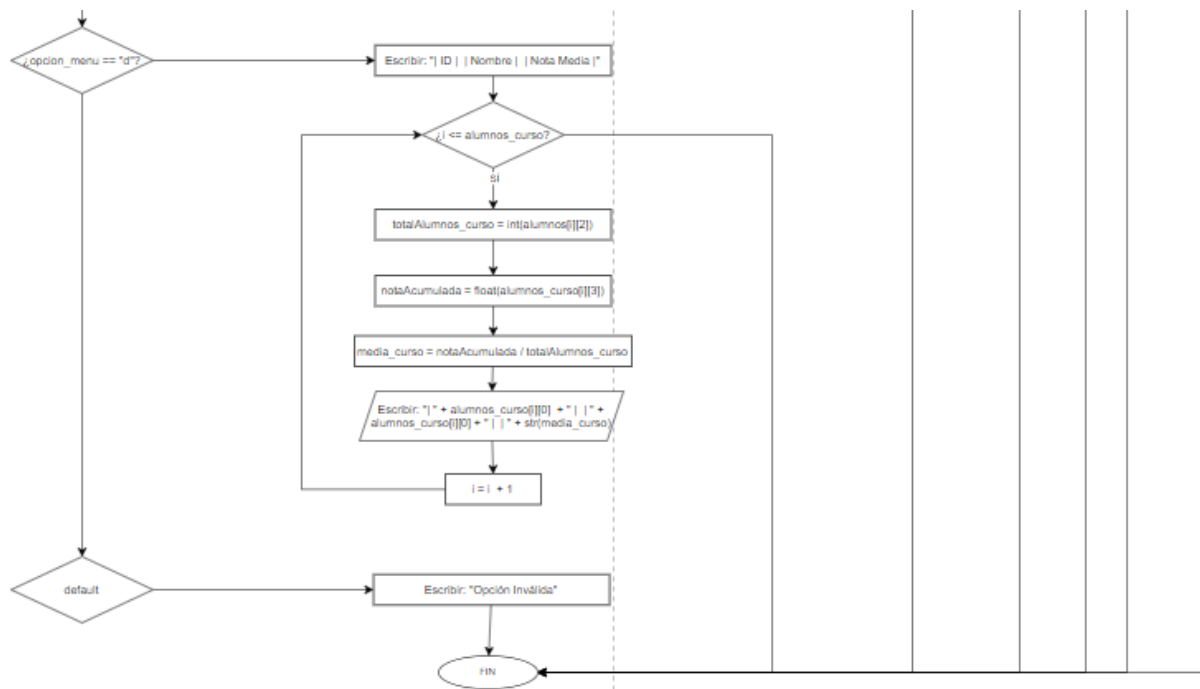 ¿opcion_menu == "d"?
Escribir: "| ID | | Nombre | | Nota Media |"
¿i <= alumnos_curso?
SÍ
totalAlumnos_curso = int(alumnos[i][2])
notaAcumulada = float(alumnos_curso[i][3])
media_curso = notaAcumulada / totalAlumnos_curso
Escribir: "| " + alumnos_curso[i][0] + " | | " +
alumnos_curso[i][0] + " | | " + str(media_curso)
i = i + 1
default
Escribir: "Opción Inválida"
FIN